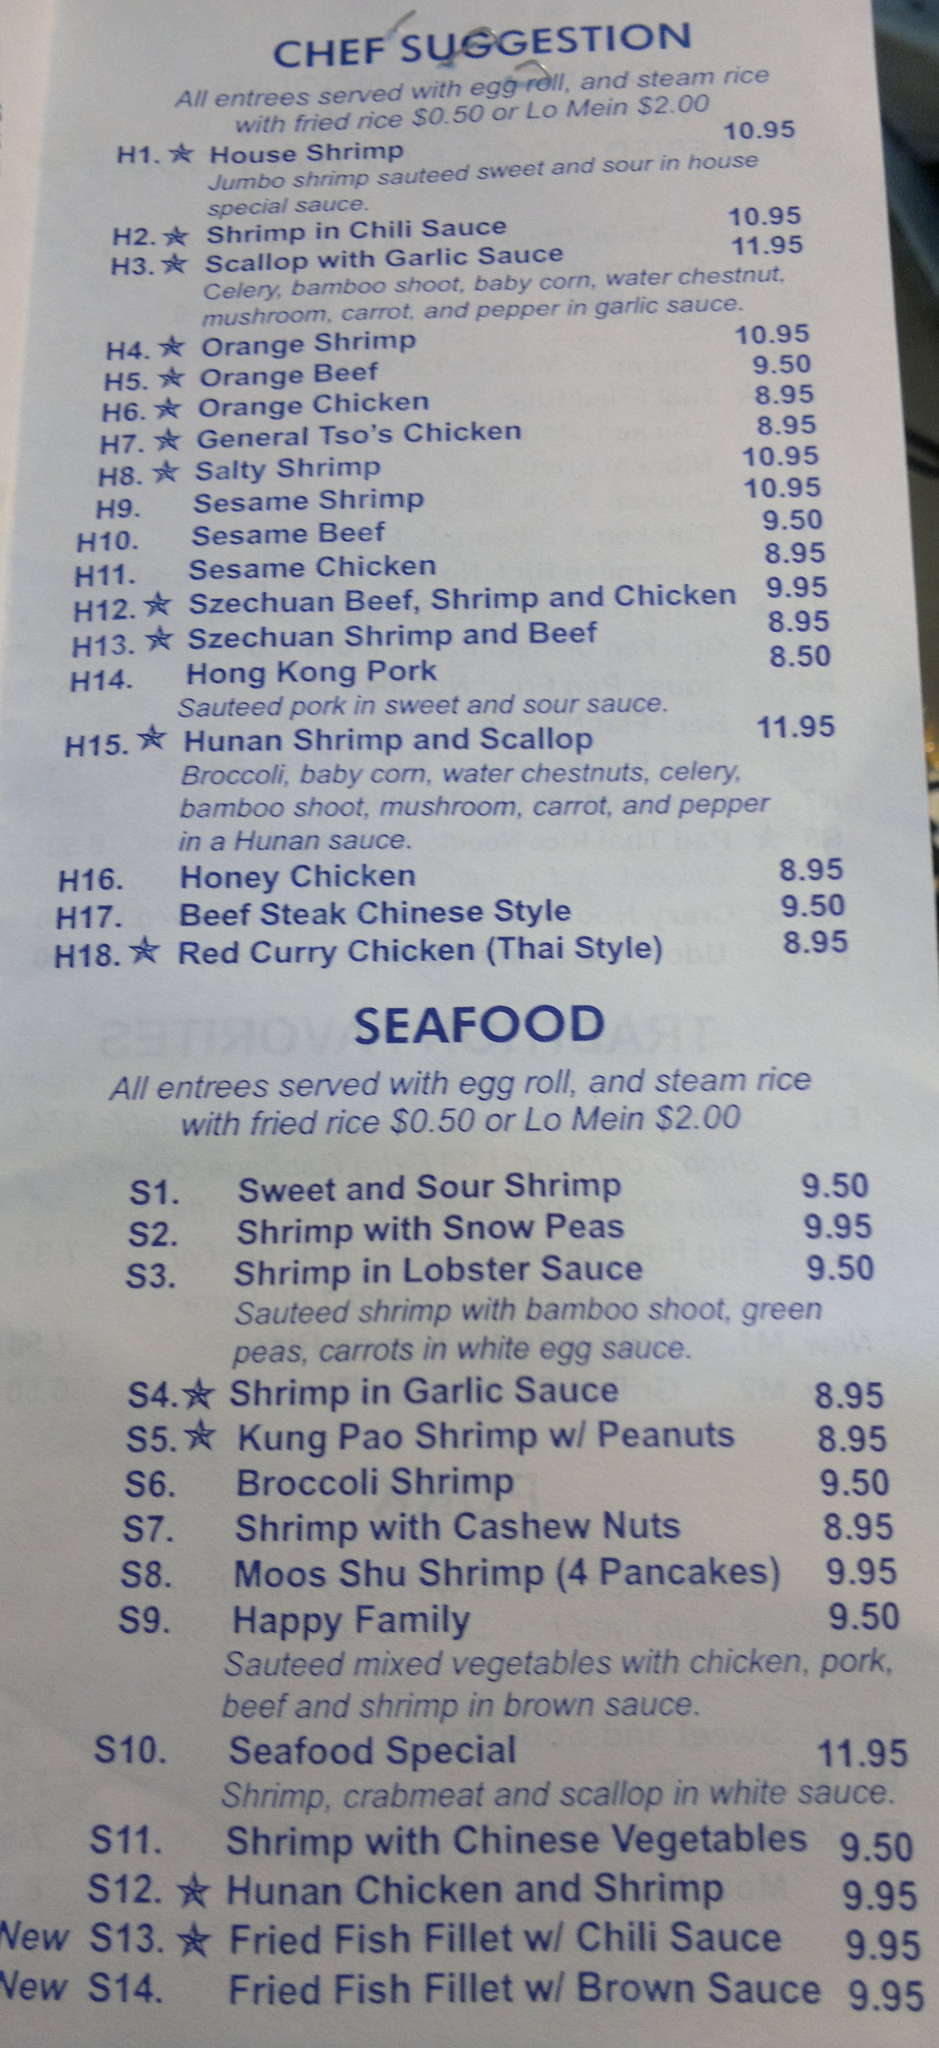 CHEF SUGGESTION
All entrees served with egg roll, and steam rice
with fried rice $0.50 or Lo Mein $2.00
H1. ★ House Shrimp 10.95
Jumbo shrimp sauteed sweet and sour in house
special sauce.
H2. ★ Shrimp in Chili Sauce 10.95
H3. ★ Scallop with Garlic Sauce 11.95
Celery, bamboo shoot, baby corn, water chestnut,
mushroom, carrot, and pepper in garlic sauce.
H4. ★ Orange Shrimp 10.95
H5. ★ Orange Beef 9.50
H6. ★ Orange Chicken 8.95
H7. ★ General Tso's Chicken 8.95
H8. ★ Salty Shrimp 10.95
H9. Sesame Shrimp 10.95
H10. Sesame Beef 9.50
H11. Sesame Chicken 8.95
H12. ★ Szechuan Beef, Shrimp and Chicken 9.95
H13. ★ Szechuan Shrimp and Beef 8.95
H14. Hong Kong Pork 8.50
Sauteed pork in sweet and sour sauce.
H15. ★ Hunan Shrimp and Scallop 11.95
Broccoli, baby corn, water chestnuts, celery,
bamboo shoot, mushroom, carrot, and pepper
in a Hunan sauce.
H16. Honey Chicken 8.95
H17. Beef Steak Chinese Style 9.50
H18. ★ Red Curry Chicken (Thai Style) 8.95
SEAFOOD
All entrees served with egg roll, and steam rice
with fried rice $0.50 or Lo Mein $2.00
S1. Sweet and Sour Shrimp 9.50
S2. Shrimp with Snow Peas 9.95
S3. Shrimp in Lobster Sauce 9.50
Sauteed shrimp with bamboo shoot, green
peas, carrots in white egg sauce.
S4. ★ Shrimp in Garlic Sauce 8.95
S5. ★ Kung Pao Shrimp w/ Peanuts 8.95
S6. Broccoli Shrimp 9.50
S7. Shrimp with Cashew Nuts 8.95
S8. Moos Shu Shrimp (4 Pancakes) 9.95
S9. Happy Family 9.50
Sauteed mixed vegetables with chicken, pork,
beef and shrimp in brown sauce.
S10. Seafood Special 11.95
Shrimp, crabmeat and scallop in white sauce.
S11. Shrimp with Chinese Vegetables 9.50
S12. ★ Hunan Chicken and Shrimp 9.95
New S13. ★ Fried Fish Fillet w/ Chili Sauce 9.95
New S14. Fried Fish Fillet w/ Brown Sauce 9.95